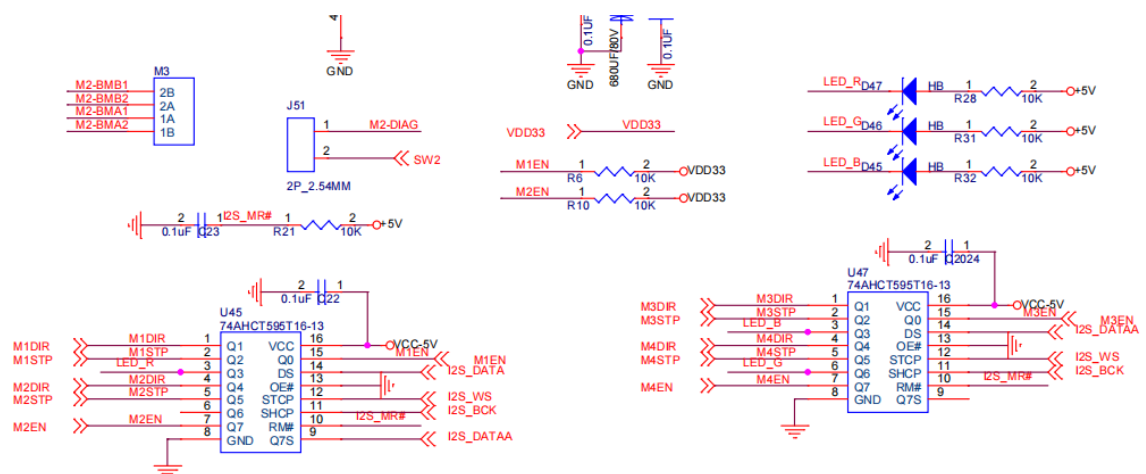 4
GND
0.1UF
680UF/80V
0.1UF
GND
GND
M3
M2-BMB1 2B
M2-BMB2 2A
M2-BMA1 1A
M2-BMA2 1B
J51
1 M2-DIAG
2 SW2
2P_2.54MM
VDD33 VDD33
M1EN 1 R6 2 10K VDD33
M2EN 1 R10 2 10K VDD33
LED_R D47 HB 1 R28 2 10K +5V
LED_G D46 HB 1 R31 2 10K +5V
LED_B D45 HB 1 R32 2 10K +5V
2 1 I2S_MR# 1 2 +5V
0.1uF C23 R21 10K
2 1
0.1uF C22
U45
74AHCT595T16-13
VCC-5V
M1DIR M1DIR 1 Q1 VCC 16
M1STP M1STP 2 Q2 Q0 15 M1EN M1EN
LED_R 3 Q3 DS 14 I2S_DATA
M2DIR M2DIR 4 Q4 OE# 13
M2STP M2STP 5 Q5 STCP 12 I2S_WS
6 Q6 SHCP 11 I2S_BCK
M2EN M2EN 7 Q7 RM# 10 I2S_MR#
8 GND Q7S 9 I2S_DATAA
2 1
0.1uF C2024
U47
74AHCT595T16-13
VCC-5V
M3DIR M3DIR 1 Q1 VCC 16
M3STP M3STP 2 Q2 Q0 15 M3EN M3EN
LED_B 3 Q3 DS 14 I2S_DATAA
M4DIR M4DIR 4 Q4 OE# 13
M4STP M4STP 5 Q5 STCP 12 I2S_WS
LED_G 6 Q6 SHCP 11 I2S_BCK
M4EN M4EN 7 Q7 RM# 10 I2S_MR#
8 GND Q7S 9